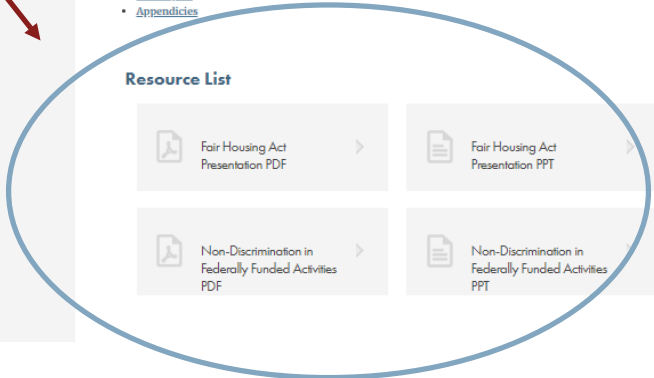 Appendicies
Resource List
Fair Housing Act
Presentation PDF
Fair Housing Act
Presentation PPT
Non-Discrimination in
Federally Funded Activities
PDF
Non-Discrimination in
Federally Funded Activities
PPT